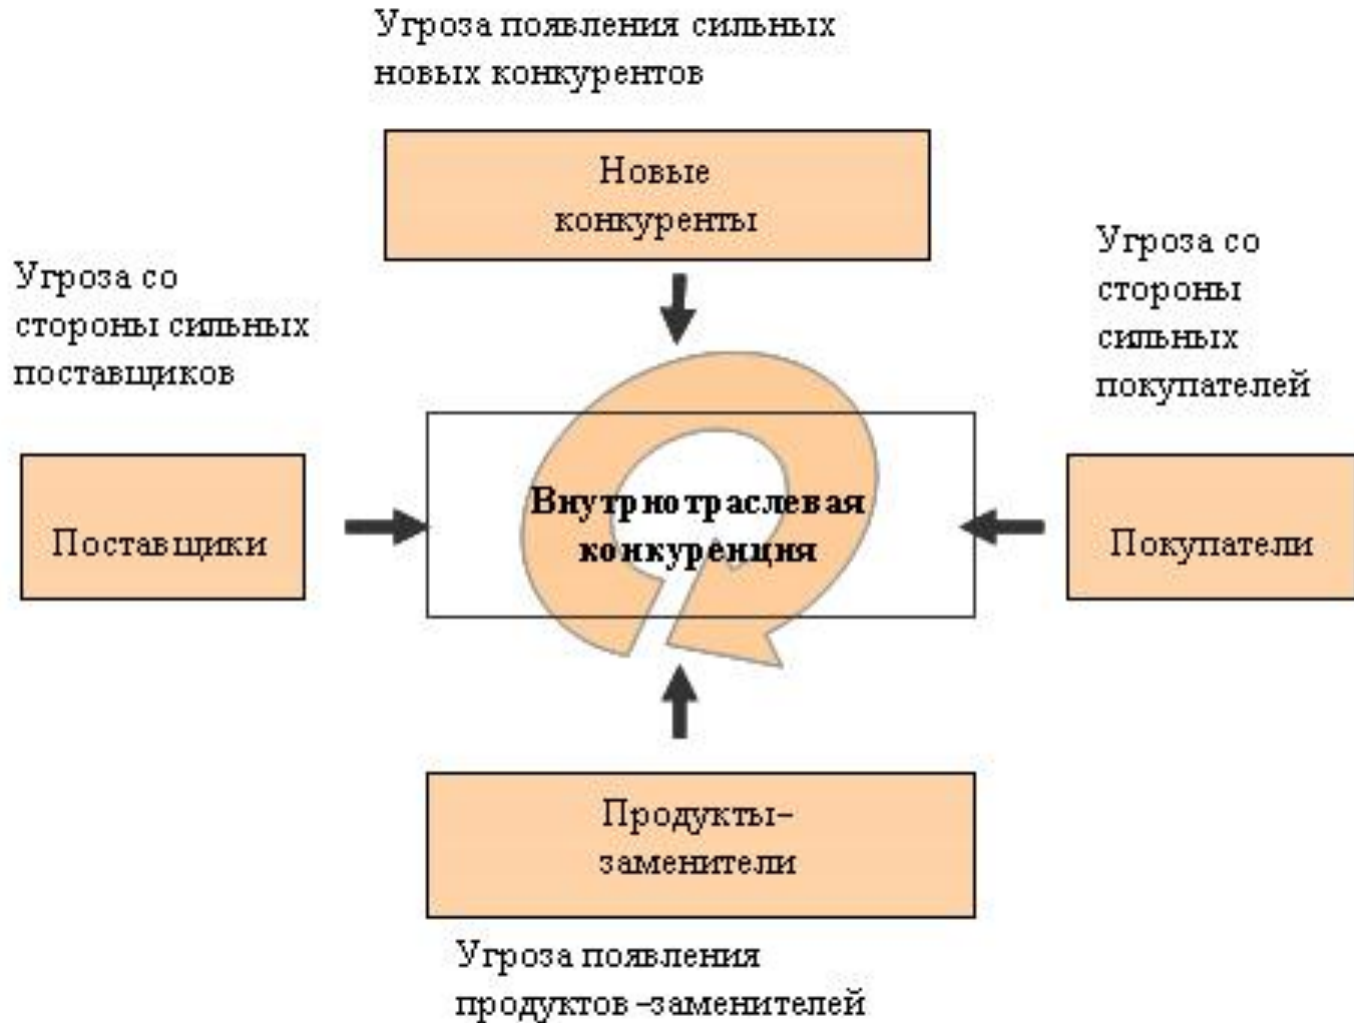 Угроза появления сильных
новых конкурентов
Новые
конкуренты
Угроза со
стороны сильных
поставщиков
Угроза со
стороны
сильных
покупателей
Поставщики
Внутриотраслевая
конкуренция
Покупатели
Продукты-
заменители
Угроза появления
продуктов-заменителей